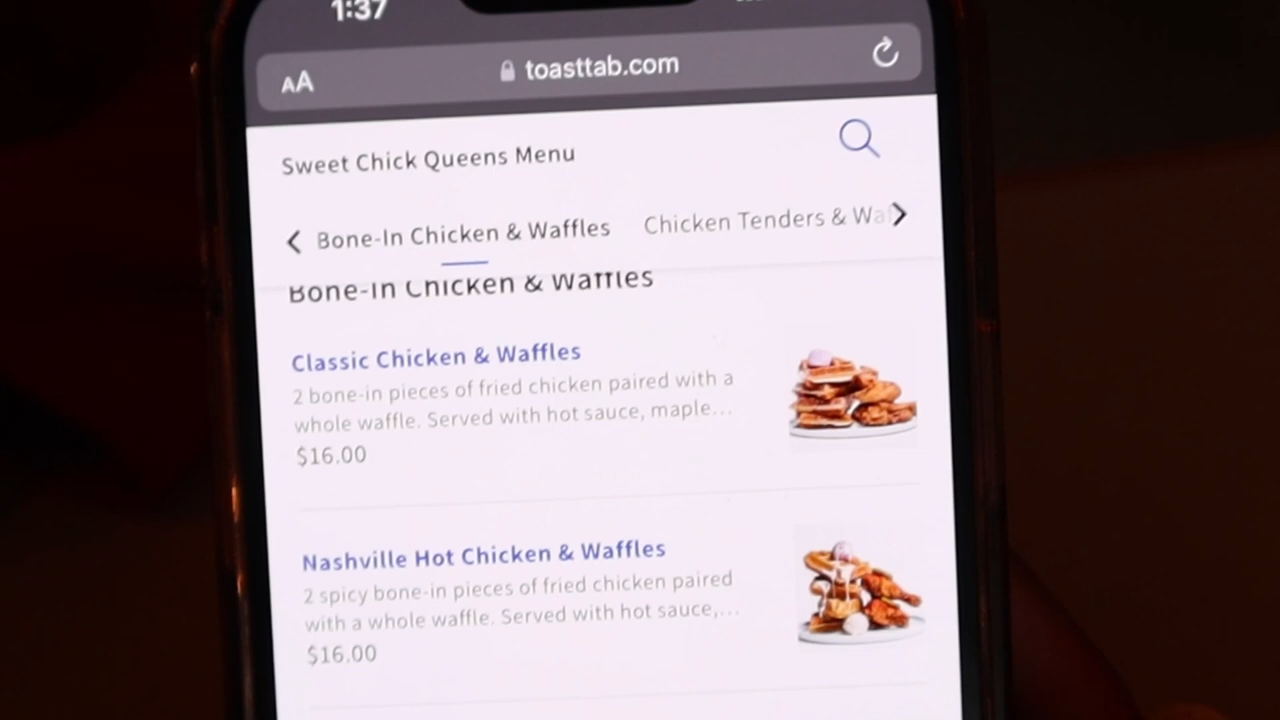 1:37
AA
toasttab.com
Sweet Chick Queens Menu
Bone-In Chicken & Waffles
Chicken Tenders & Waf
Bone-In Chicken & Waffles
Classic Chicken & Waffles
2 bone-in pieces of fried chicken paired with a
whole waffle. Served with hot sauce, maple...
$16.00
Nashville Hot Chicken & Waffles
2 spicy bone-in pieces of fried chicken paired
with a whole waffle. Served with hot sauce,...
$16.00